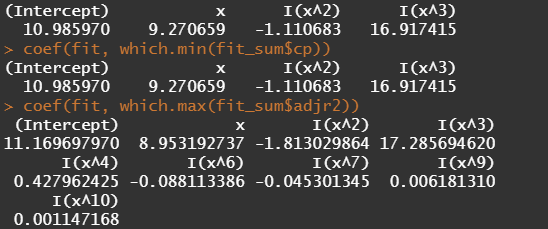 (Intercept) x I(x^2) I(x^3)
10.985970 9.270659 -1.110683 16.917415
> coef(fit, which.min(fit_sum$cp))
(Intercept) x I(x^2) I(x^3)
10.985970 9.270659 -1.110683 16.917415
> coef(fit, which.max(fit_sum$adjr2))
(Intercept) x I(x^2) I(x^3)
11.169697970 8.953192737 -1.813029864 17.285694620
I(x^4) I(x^6) I(x^7) I(x^9)
0.427962425 -0.088113386 -0.045301345 0.006181310
I(x^10)
0.001147168